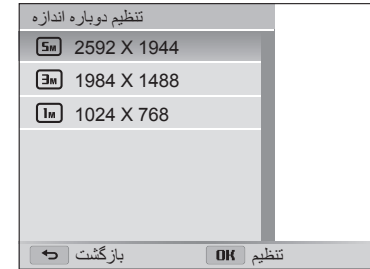 تنظیم دوباره اندازه
5M 2592 X 1944
3M 1984 X 1488
1M 1024 X 768
بازگشت OK تنظیم